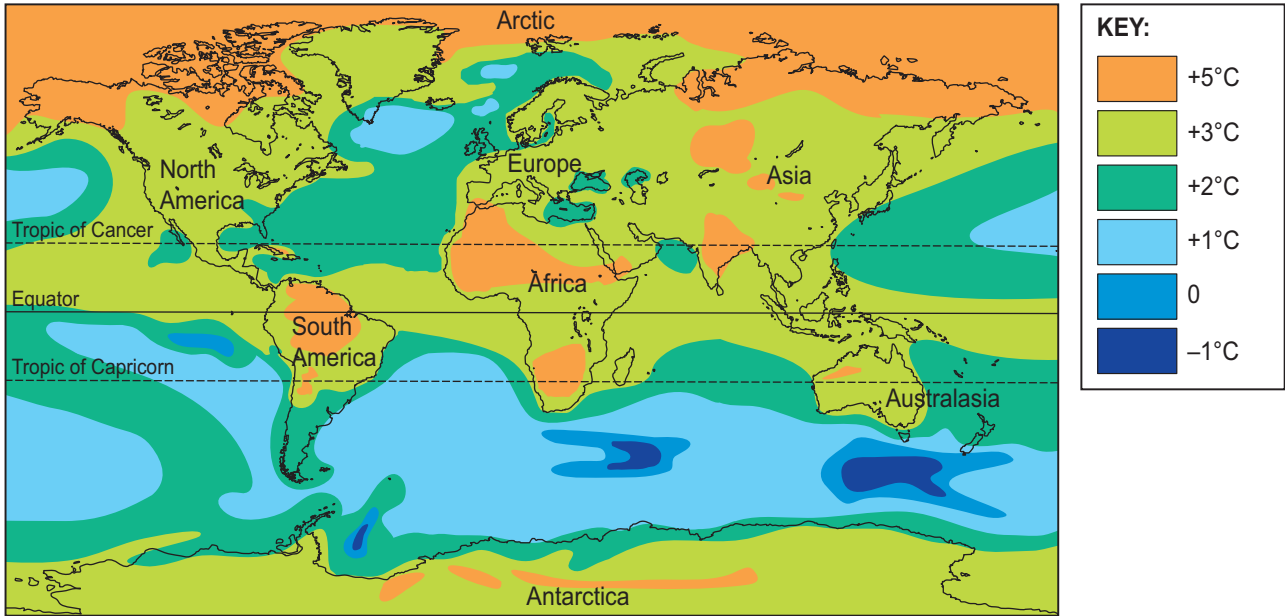 Arctic
North
America
Europe
Asia
Tropic of Cancer
Africa
Equator
South
America
Tropic of Capricorn
Australasia
Antarctica
KEY:
+5°C
+3°C
+2°C
+1°C
0
–1°C